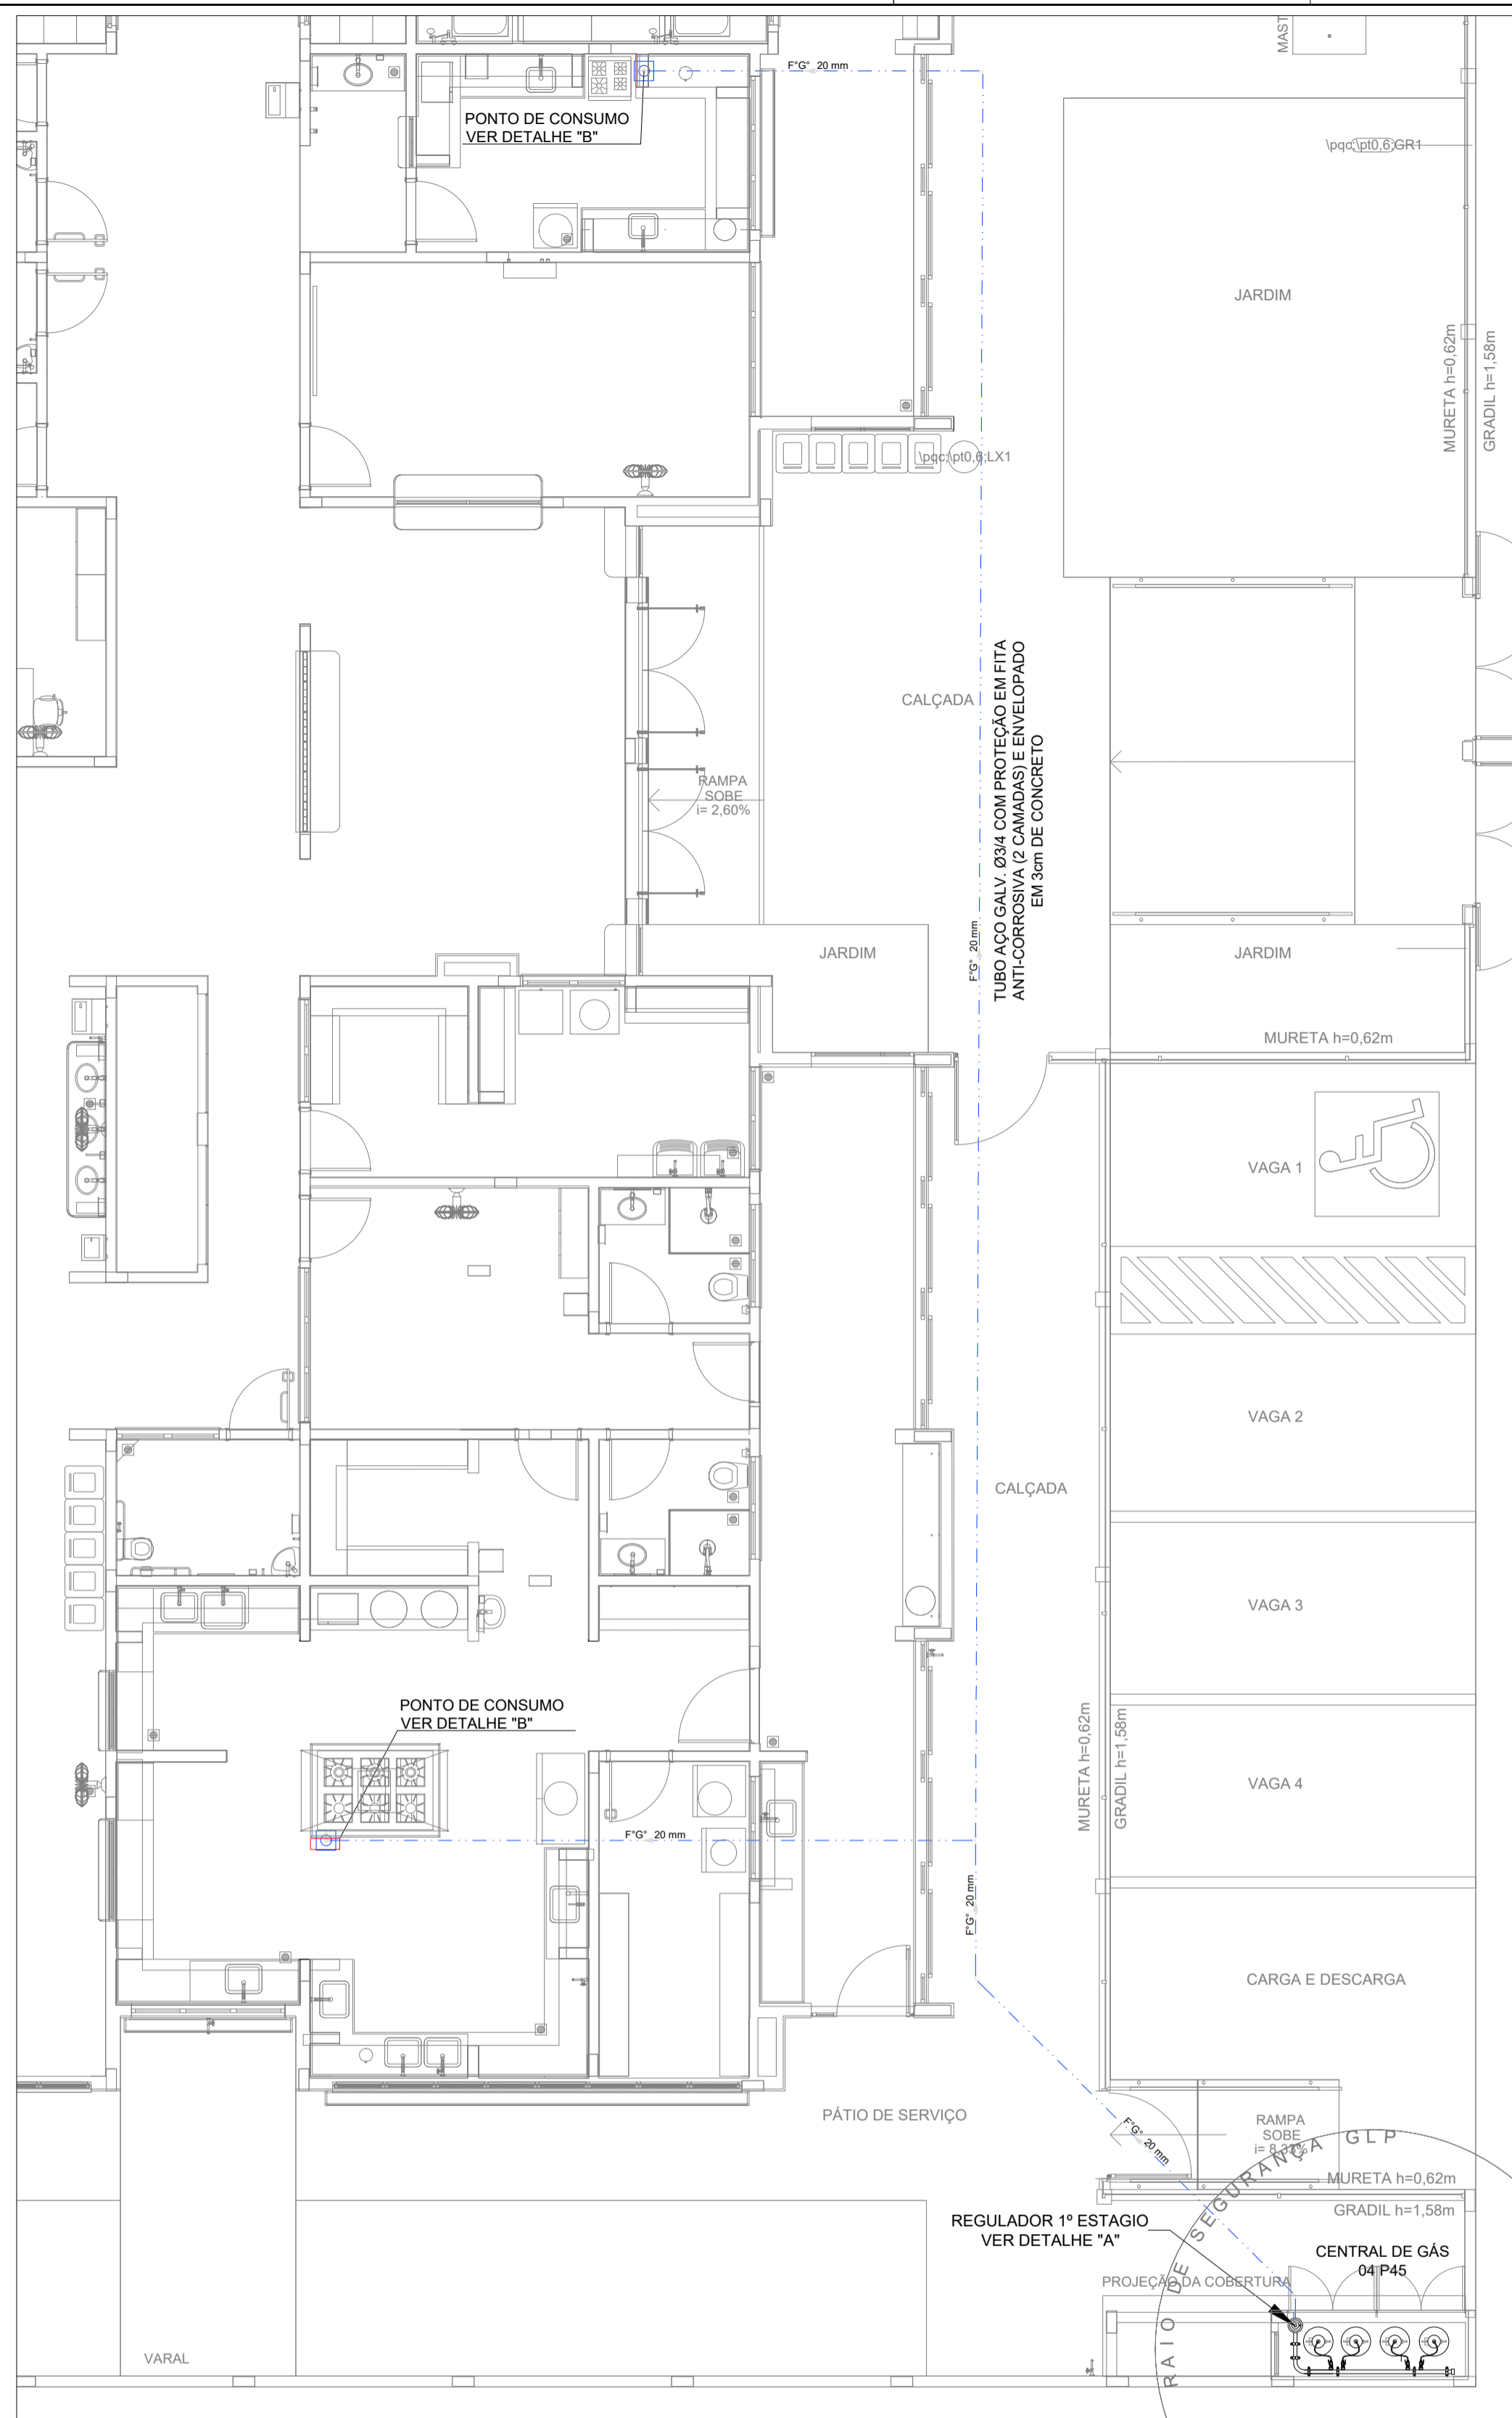 MAST
F°G° 20 mm
PONTO DE CONSUMO
VER DETALHE "B"
\pqc;\pt0,6;GR1
JARDIM
MURETA h=0,62m
GRADIL h=1,58m
\pqc;\pt0,6;LX1
CALÇADA
TUBO AÇO GALV. Ø3/4 COM PROTEÇÃO EM FITA
ANTI-CORROSIVA (2 CAMADAS) E ENVELOPADO
EM 3cm DE CONCRETO
RAMPA
SOBE
i= 2,60%
F°G° 20 mm
JARDIM
JARDIM
MURETA h=0,62m
VAGA 1
VAGA 2
CALÇADA
VAGA 3
PONTO DE CONSUMO
VER DETALHE "B"
MURETA h=0,62m
GRADIL h=1,58m
VAGA 4
F°G° 20 mm
F°G° 20 mm
CARGA E DESCARGA
PÁTIO DE SERVIÇO
F°G° 20 mm
RAMPA
SOBE
i= 8,33%
RAIO DE SEGURANÇA GLP
MURETA h=0,62m
GRADIL h=1,58m
REGULADOR 1º ESTAGIO
VER DETALHE "A"
CENTRAL DE GÁS
04 P45
PROJEÇÃO DA COBERTURA
VARAL